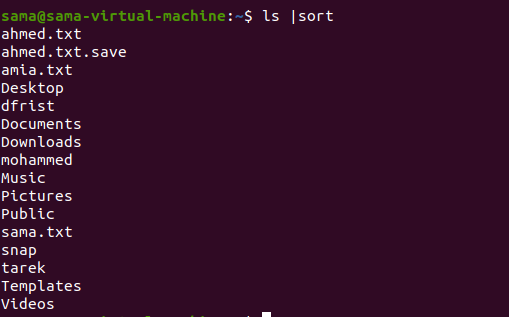 sama@sama-virtual-machine:~$ ls |sort
ahmed.txt
ahmed.txt.save
amia.txt
Desktop
dfrist
Documents
Downloads
mohammed
Music
Pictures
Public
sama.txt
snap
tarek
Templates
Videos